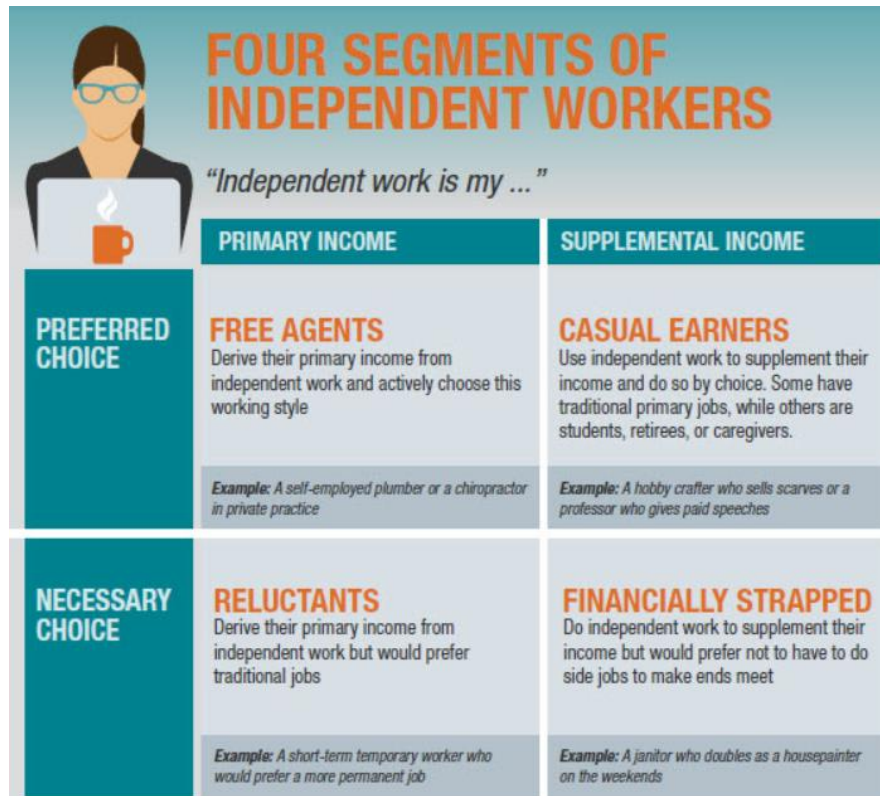 FOUR SEGMENTS OF
INDEPENDENT WORKERS
“Independent work is my ...”
PRIMARY INCOME
SUPPLEMENTAL INCOME
PREFERRED
CHOICE
FREE AGENTS
Derive their primary income from
independent work and actively choose this
working style
Example: A self-employed plumber or a chiropractor
in private practice
CASUAL EARNERS
Use independent work to supplement their
income and do so by choice. Some have
traditional primary jobs, while others are
students, retirees, or caregivers.
Example: A hobby crafter who sells scarves or a
professor who gives paid speeches
NECESSARY
CHOICE
RELUCTANTS
Derive their primary income from
independent work but would prefer
traditional jobs
Example: A short-term temporary worker who
would prefer a more permanent job
FINANCIALLY STRAPPED
Do independent work to supplement their
income but would prefer not to have to do
side jobs to make ends meet
Example: A janitor who doubles as a housepainter
on the weekends